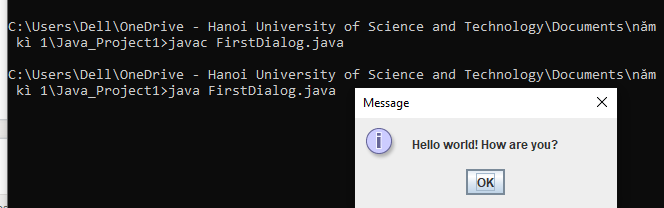 C:\Users\Dell\OneDrive - Hanoi University of Science and Technology\Documents\năm
kì 1\Java_Project1>javac FirstDialog.java
C:\Users\Dell\OneDrive - Hanoi University of Science and Technology\Documents\năm
kì 1\Java_Project1>java FirstDialog.java
Message
Hello world! How are you?
OK